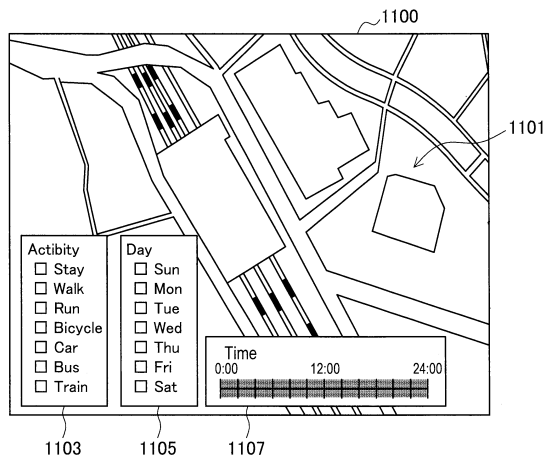 1100
1101
Actibity
Stay
Walk
Run
Bicycle
Car
Bus
Train
Day
Sun
Mon
Tue
Wed
Thu
Fri
Sat
Time
0:00 12:00 24:00
1103 1105 1107